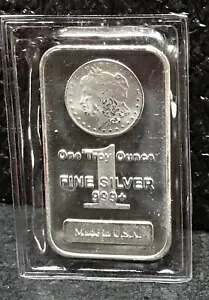 1
One Troy Ounce
FINE SILVER
999+
Made in U.S.A.